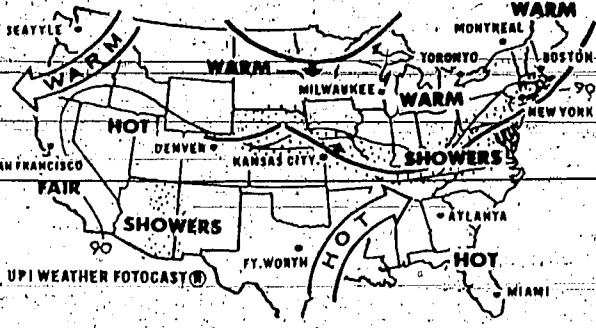 WARM
SEATTLE
MONTREAL
WARM
TORONTO
BOSTON
WARM
MILWAUKEE
WARM
90
NEW YORK
HOT
DENVER
KANSAS CITY
SHOWERS
AN FRANCISCO
FAIR
SHOWERS
ATLANTA
90
FT. WORTH
HOT
HOT
UPI WEATHER FOTOCAST ®
MIAMI